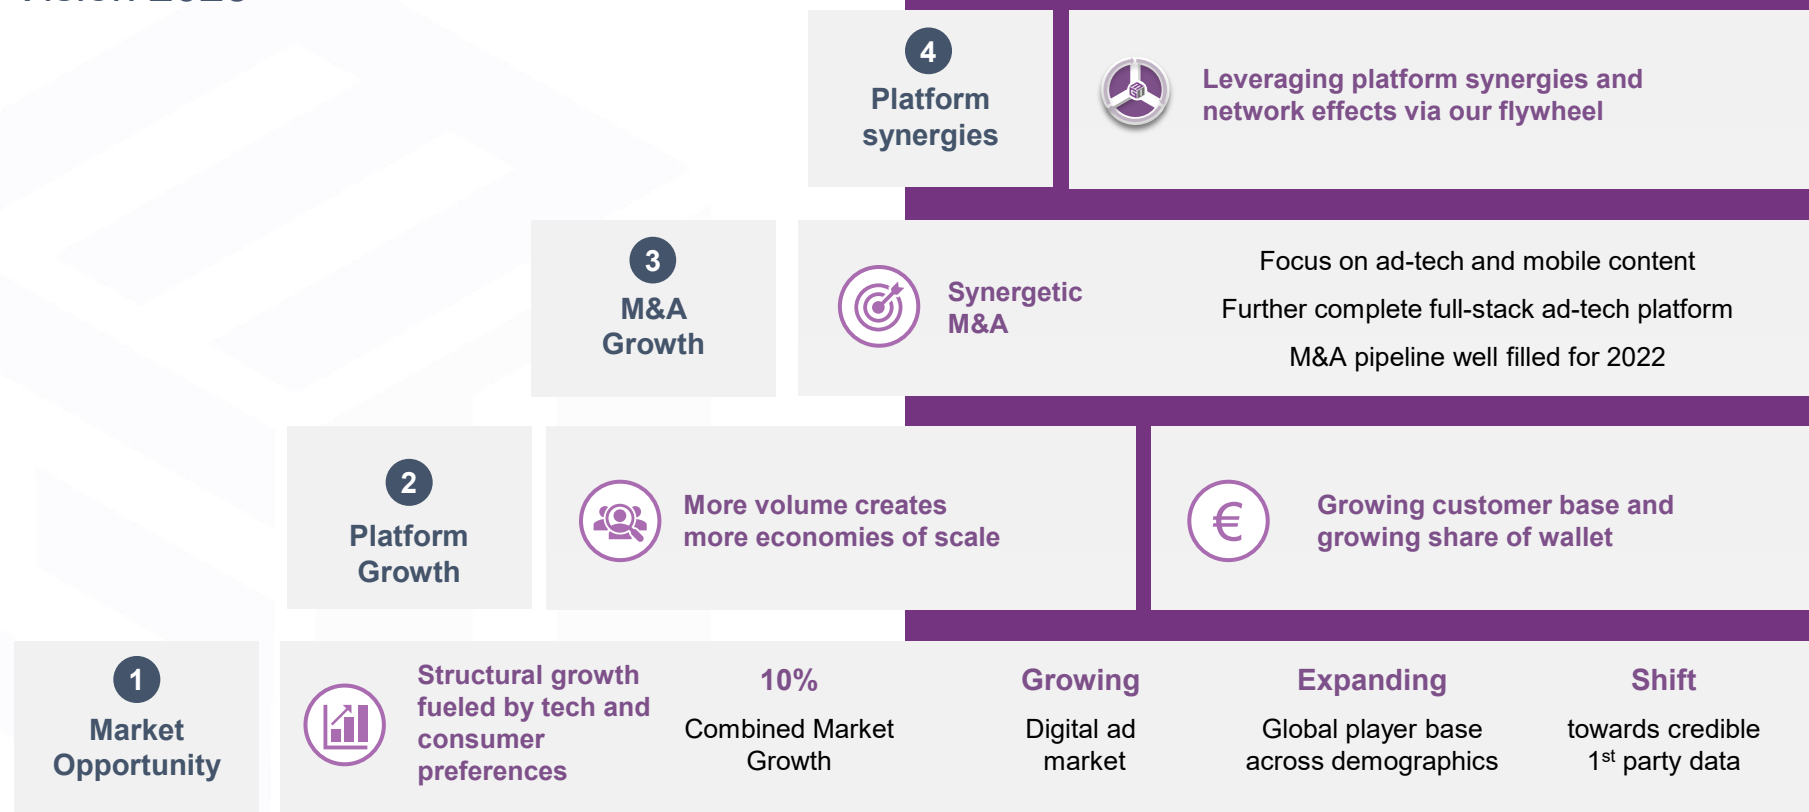 4
Platform
synergies
Leveraging platform synergies and
network effects via our flywheel
3
M&A
Growth
Synergetic
M&A
Focus on ad-tech and mobile content
Further complete full-stack ad-tech platform
M&A pipeline well filled for 2022
2
Platform
Growth
More volume creates
more economies of scale
€
Growing customer base and
growing share of wallet
1
Market
Opportunity
Structural growth
fueled by tech and
consumer
preferences
10%
Combined Market
Growth
Growing
Digital ad
market
Expanding
Global player base
across demographics
Shift
towards credible
1st party data